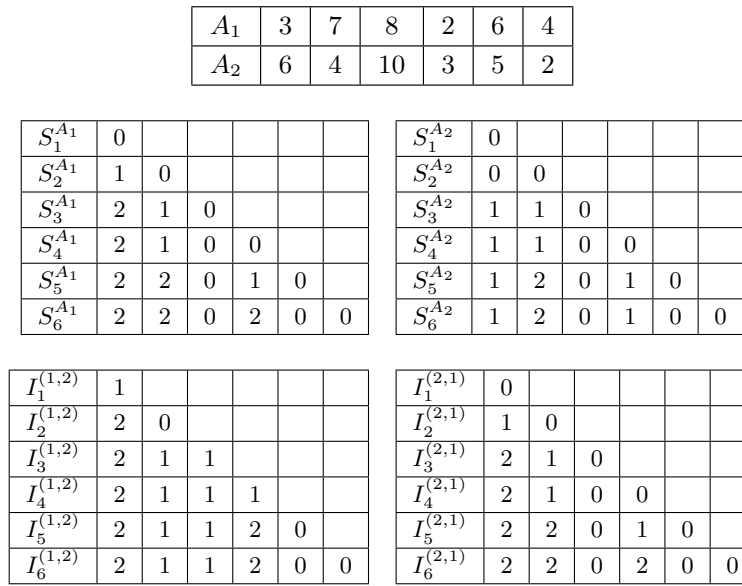 A₁ 3 7 8 2 6 4
A₂ 6 4 10 3 5 2
S₁^{A₁} 0
S₂^{A₁} 1 0
S₃^{A₁} 2 1 0
S₄^{A₁} 2 1 0 0
S₅^{A₁} 2 2 0 1 0
S₆^{A₁} 2 2 0 2 0 0
S₁^{A₂} 0
S₂^{A₂} 0 0
S₃^{A₂} 1 1 0
S₄^{A₂} 1 1 0 0
S₅^{A₂} 1 2 0 1 0
S₆^{A₂} 1 2 0 1 0 0
I₁^{(1,2)} 1
I₂^{(1,2)} 2 0
I₃^{(1,2)} 2 1 1
I₄^{(1,2)} 2 1 1 1
I₅^{(1,2)} 2 1 1 2 0
I₆^{(1,2)} 2 1 1 2 0 0
I₁^{(2,1)} 0
I₂^{(2,1)} 1 0
I₃^{(2,1)} 2 1 0
I₄^{(2,1)} 2 1 0 0
I₅^{(2,1)} 2 2 0 1 0
I₆^{(2,1)} 2 2 0 2 0 0